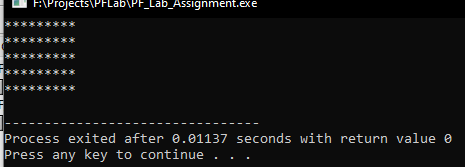 F:\Projects\PFLab\PF_Lab_Assignment.exe
*********
*********
*********
*********
*********
--------------------------------
Process exited after 0.01137 seconds with return value 0
Press any key to continue . . .